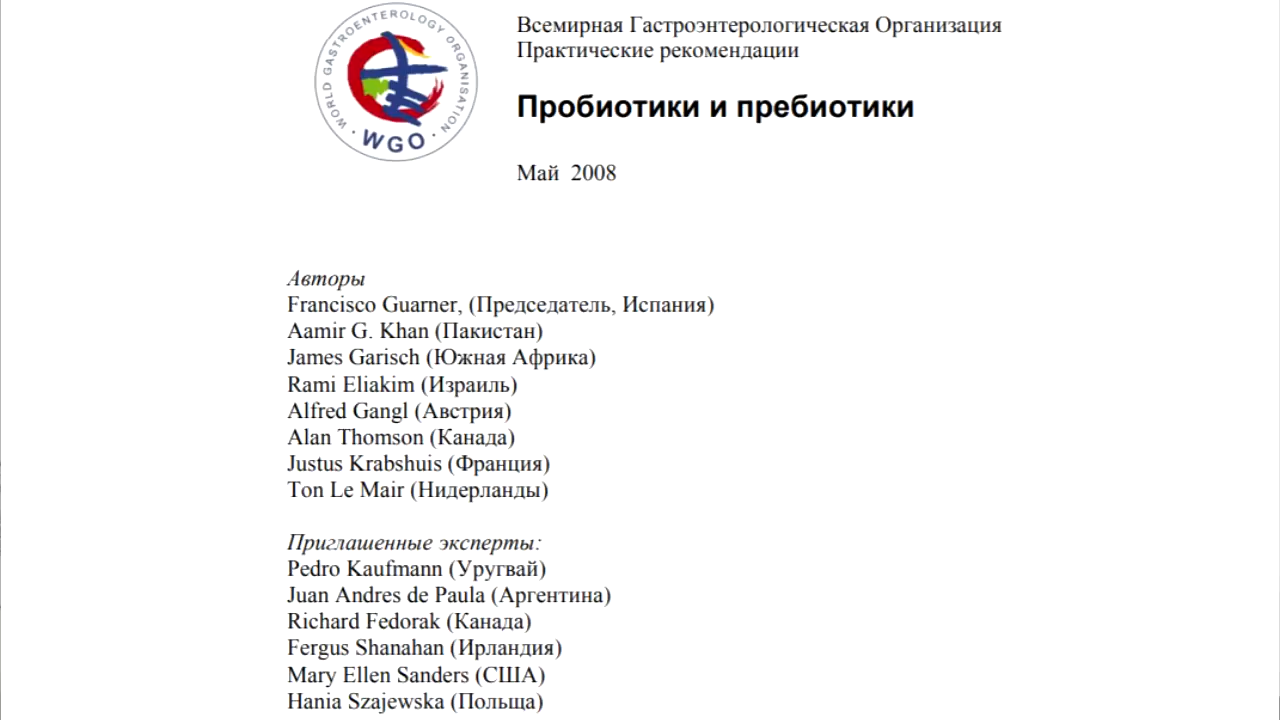 WORLD GASTROENTEROLOGY ORGANISATION
WGO
Всемирная Гастроэнтерологическая Организация
Практические рекомендации
Пробиотики и пребиотики
Май 2008
Авторы
Francisco Guarner, (Председатель, Испания)
Aamir G. Khan (Пакистан)
James Garisch (Южная Африка)
Rami Eliakim (Израиль)
Alfred Gangl (Австрия)
Alan Thomson (Канада)
Justus Krabshuis (Франция)
Ton Le Mair (Нидерланды)
Приглашенные эксперты:
Pedro Kaufmann (Уругвай)
Juan Andres de Paula (Аргентина)
Richard Fedorak (Канада)
Fergus Shanahan (Ирландия)
Mary Ellen Sanders (США)
Hania Szajewska (Польща)